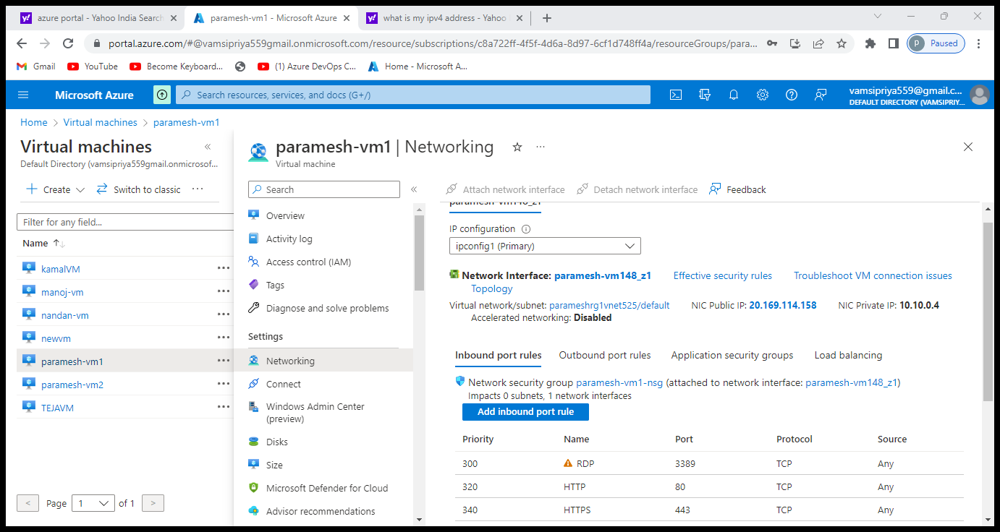 azure portal - Yahoo India Search
paramesh-vm1 - Microsoft Azure
what is my ipv4 address - Yahoo
portal.azure.com/#@vamsipriya559gmail.onmicrosoft.com/resource/subscriptions/c8a722ff-4f5f-4d6a-8d97-6cf1d748ff4a/resourceGroups/para...
P Paused
Gmail
YouTube
Become Keyboard...
(1) Azure DevOps C...
Home - Microsoft A...
Microsoft Azure
Search resources, services, and docs (G+/)
vamsipriya559@gmail.c...
DEFAULT DIRECTORY (VAMSIPRIY...
Home > Virtual machines > paramesh-vm1
Virtual machines
Default Directory (vamsipriya559gmail.onmicrosof...
Create
Switch to classic
Filter for any field...
Name
kamalVM
manoj-vm
nandan-vm
newvm
paramesh-vm1
paramesh-vm2
TEJAVM
< Page 1 of 1 >
paramesh-vm1 | Networking
Virtual machine
Search
Overview
Activity log
Access control (IAM)
Tags
Diagnose and solve problems
Settings
Networking
Connect
Windows Admin Center
(preview)
Disks
Size
Microsoft Defender for Cloud
Advisor recommendations
Attach network interface
Detach network interface
Feedback
paramesh-vm148_z1
IP configuration
ipconfig1 (Primary)
Network Interface: paramesh-vm148_z1 Effective security rules Troubleshoot VM connection issues
Topology
Virtual network/subnet: parameshrg1vnet525/default NIC Public IP: 20.169.114.158 NIC Private IP: 10.10.0.4
Accelerated networking: Disabled
Inbound port rules Outbound port rules Application security groups Load balancing
Network security group paramesh-vm1-nsg (attached to network interface: paramesh-vm148_z1)
Impacts 0 subnets, 1 network interfaces
Add inbound port rule
Priority Name Port Protocol Source
300 RDP 3389 TCP Any
320 HTTP 80 TCP Any
340 HTTPS 443 TCP Any